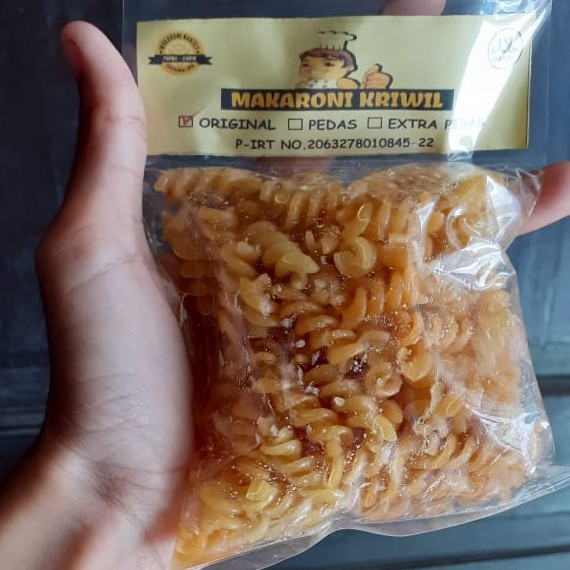 MAKARONI KRIWIL
ORIGINAL PEDAS EXTRA PEDAS
P-IRT NO.2063278010845-22